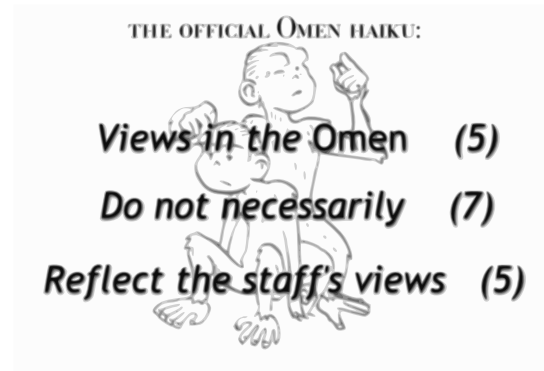 THE OFFICIAL OMEN HAIKU:
Views in the Omen (5)
Do not necessarily (7)
Reflect the staff's views (5)